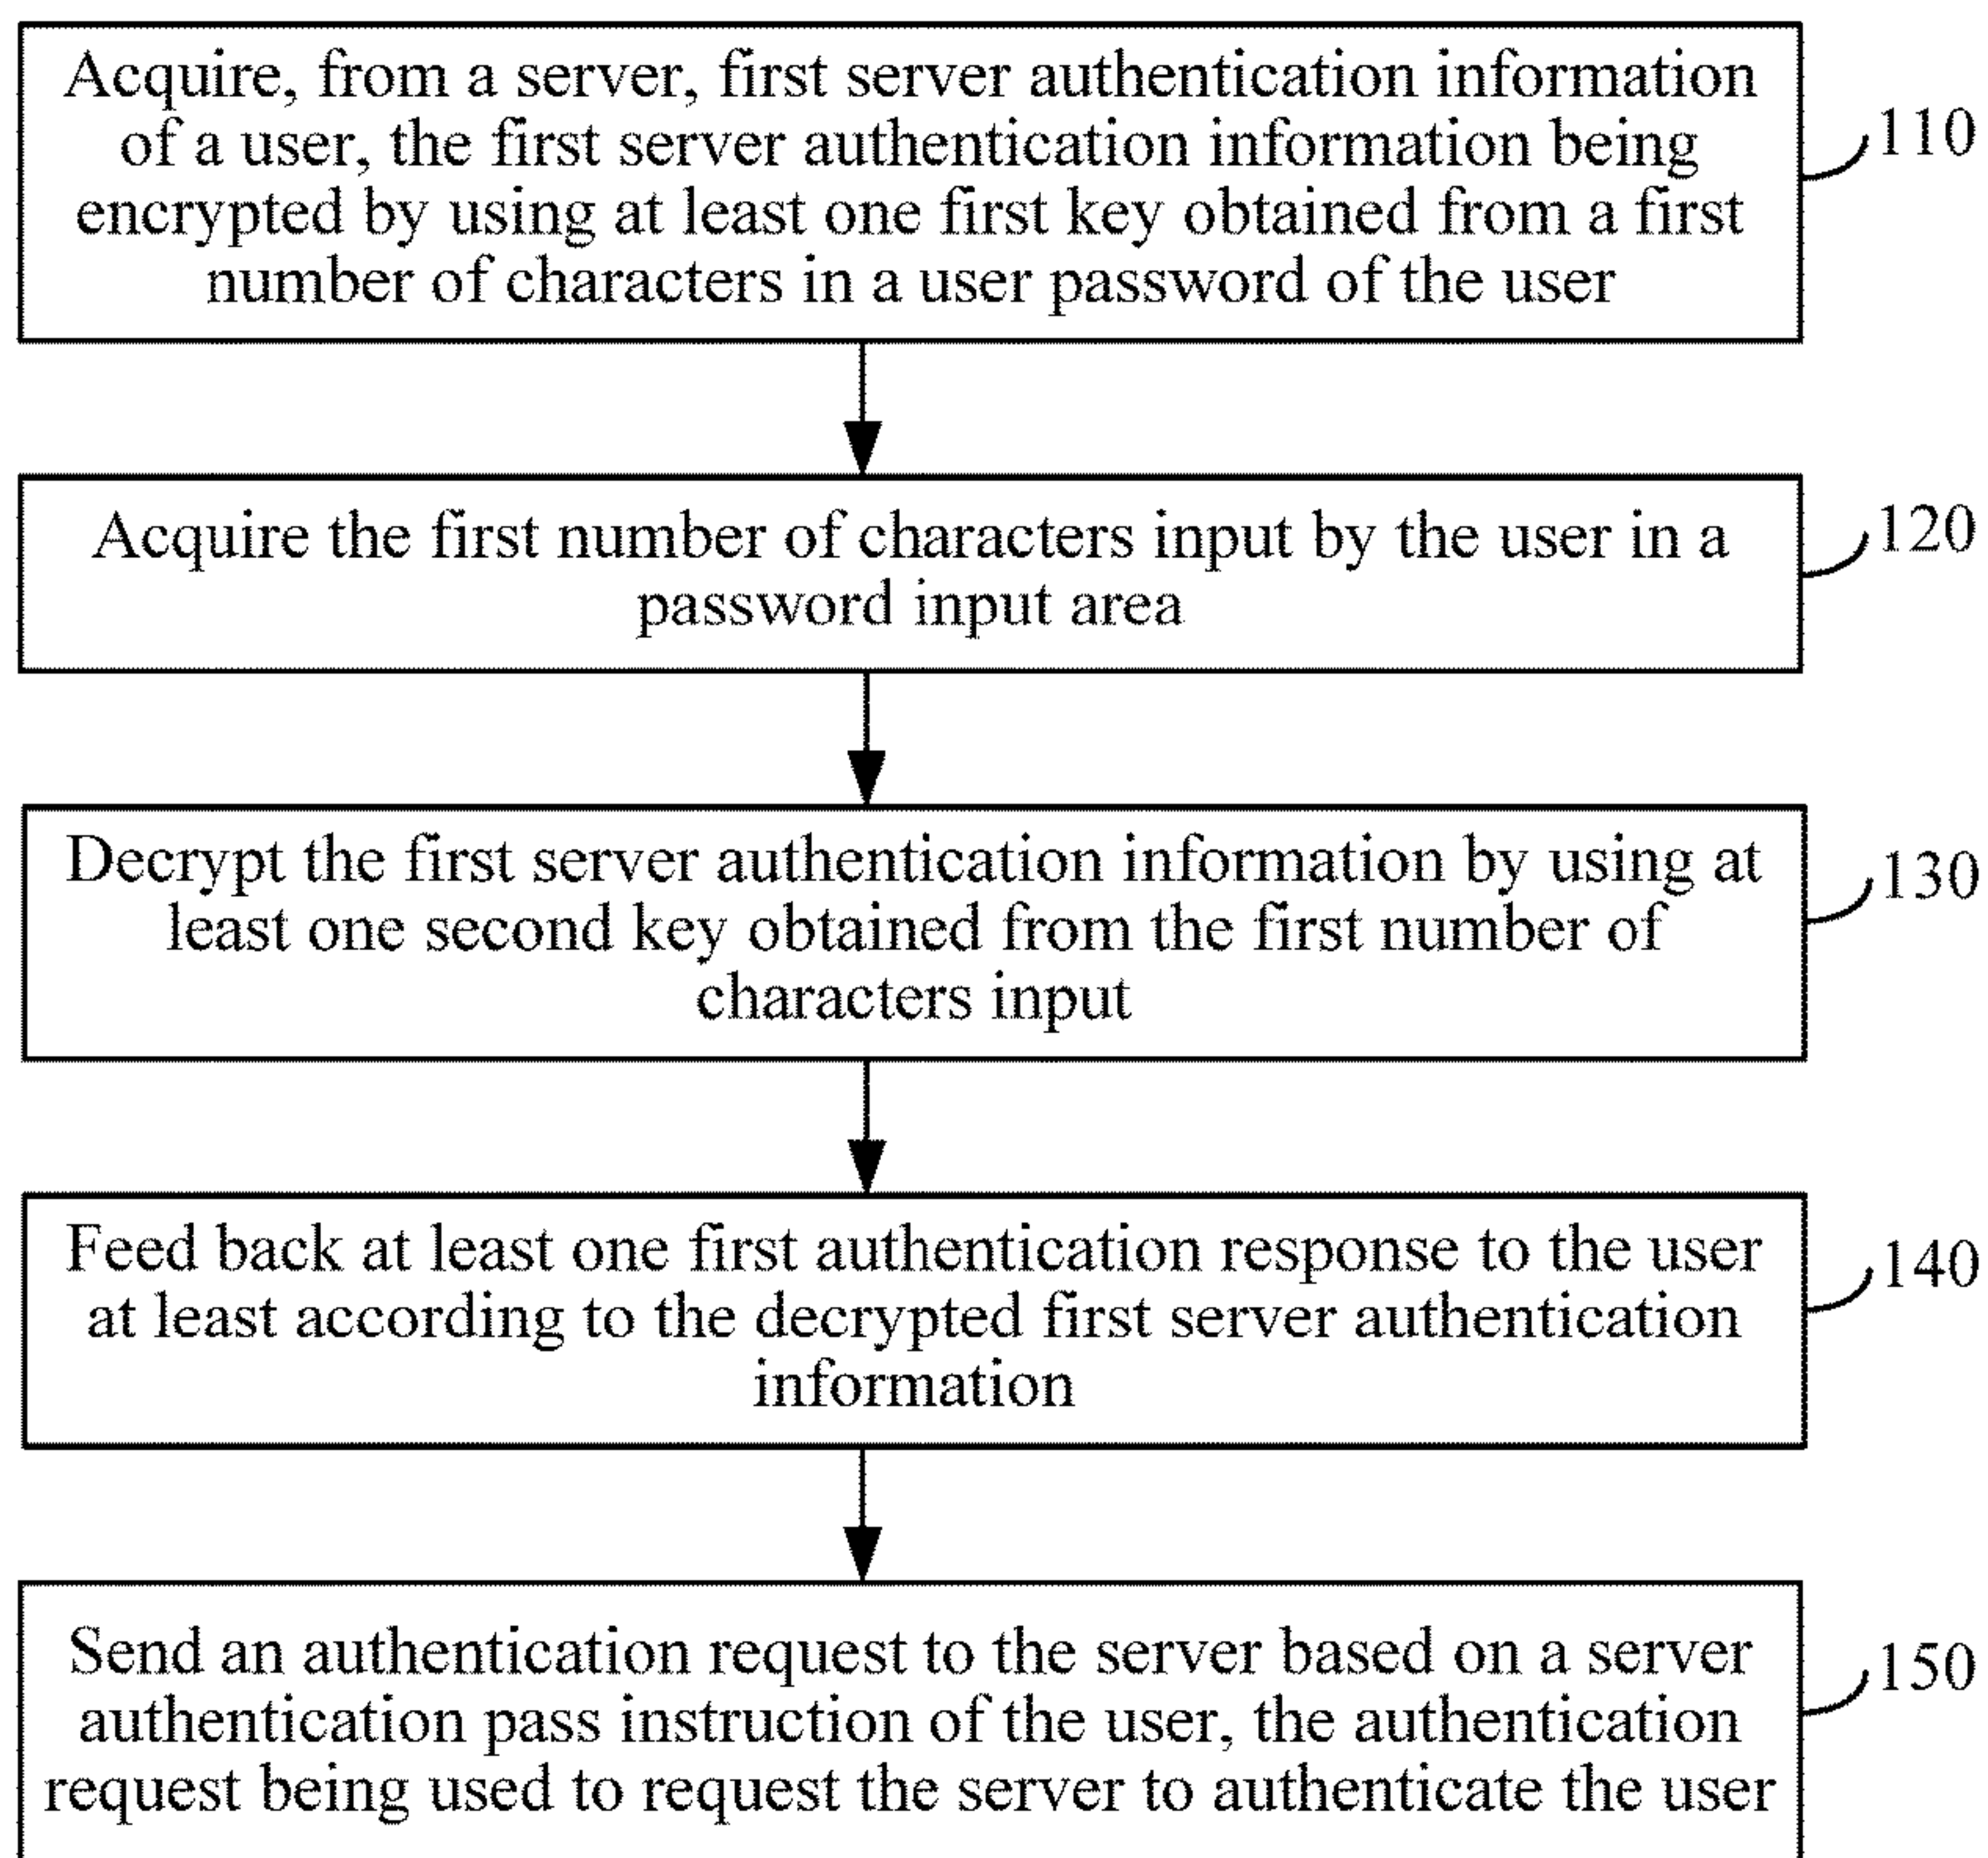 Acquire, from a server, first server authentication information
of a user, the first server authentication information being
encrypted by using at least one first key obtained from a first
number of characters in a user password of the user
110
Acquire the first number of characters input by the user in a
password input area
120
Decrypt the first server authentication information by using at
least one second key obtained from the first number of
characters input
130
Feed back at least one first authentication response to the user
at least according to the decrypted first server authentication
information
140
Send an authentication request to the server based on a server
authentication pass instruction of the user, the authentication
request being used to request the server to authenticate the user
150